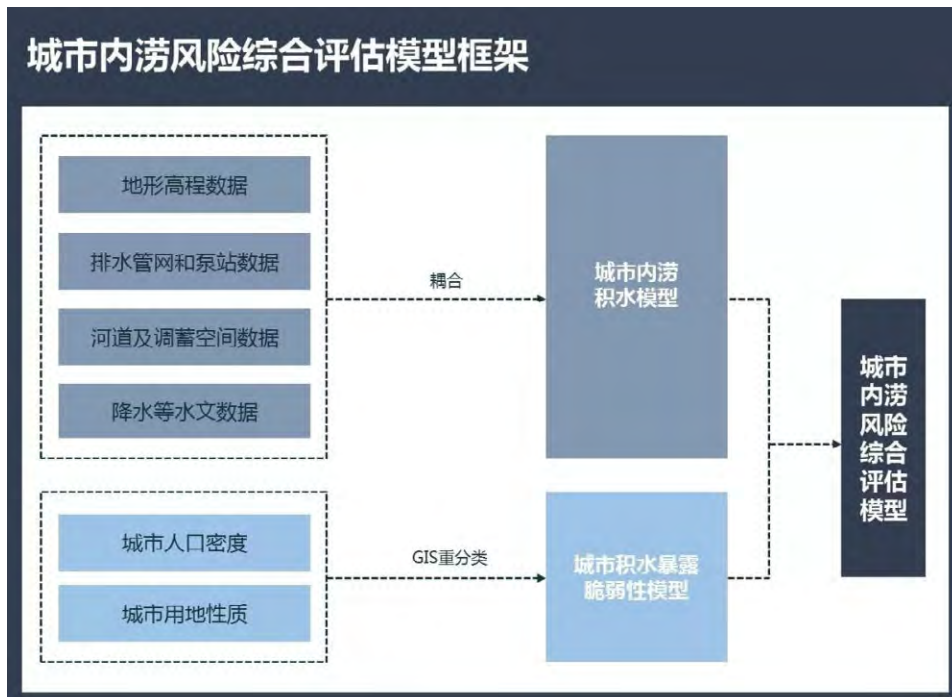 城市内涝风险综合评估模型框架
地形高程数据
排水管网和泵站数据
河道及调蓄空间数据
降水等水文数据
耦合
城市内涝
积水模型
城市人口密度
城市用地性质
GIS重分类
城市积水暴露
脆弱性模型
城市
内涝
风险
综合
评估
模型